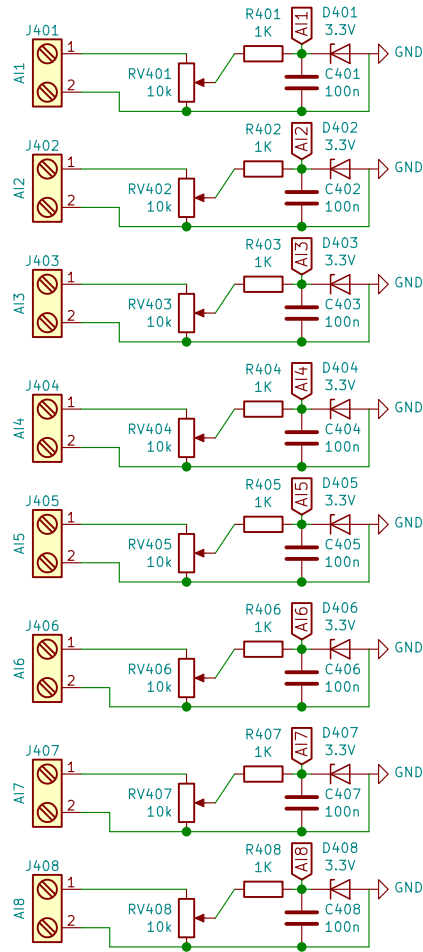 J401
AI1
1
2
RV401
10k
R401
1K
AI1
D401
3.3V
C401
100n
GND
J402
AI2
1
2
RV402
10k
R402
1K
AI2
D402
3.3V
C402
100n
GND
J403
AI3
1
2
RV403
10k
R403
1K
AI3
D403
3.3V
C403
100n
GND
J404
AI4
1
2
RV404
10k
R404
1K
AI4
D404
3.3V
C404
100n
GND
J405
AI5
1
2
RV405
10k
R405
1K
AI5
D405
3.3V
C405
100n
GND
J406
AI6
1
2
RV406
10k
R406
1K
AI6
D406
3.3V
C406
100n
GND
J407
AI7
1
2
RV407
10k
R407
1K
AI7
D407
3.3V
C407
100n
GND
J408
AI8
1
2
RV408
10k
R408
1K
AI8
D408
3.3V
C408
100n
GND